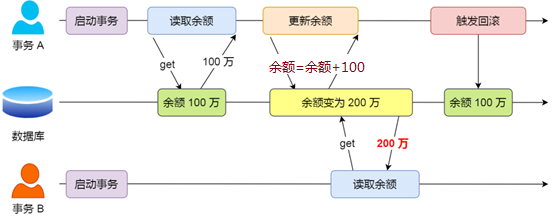 启动事务
读取余额
更新余额
触发回滚
事务 A
get
100 万
余额=余额+100
余额 100 万
余额变为 200 万
余额 100 万
数据库
get
200 万
启动事务
读取余额
事务 B